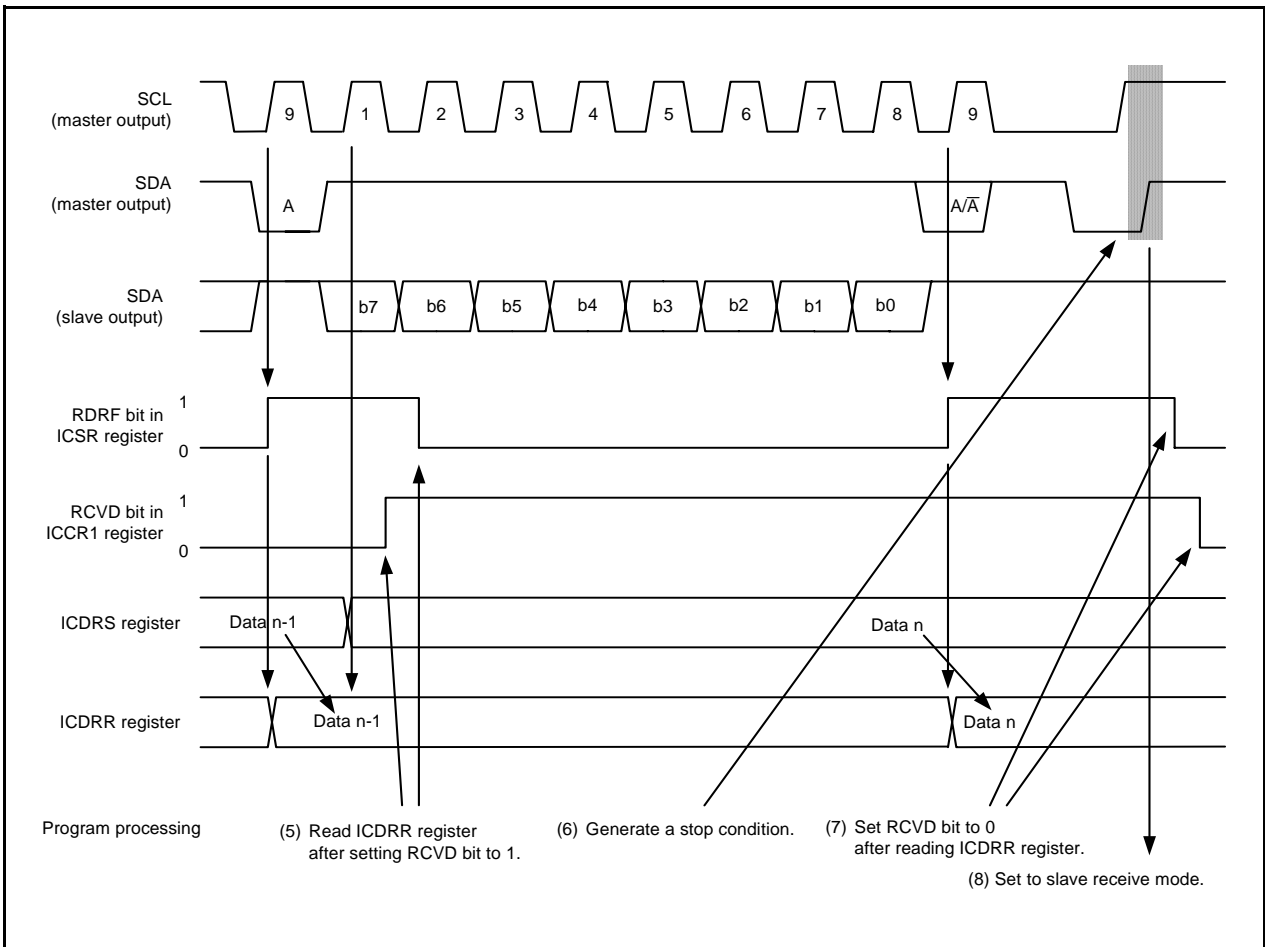 SCL
(master output)
9 1 2 3 4 5 6 7 8 9
SDA
(master output)
A A/A̅
SDA
(slave output)
b7 b6 b5 b4 b3 b2 b1 b0
RDRF bit in
ICSR register
1
0
RCVD bit in
ICCR1 register
1
0
ICDRS register
Data n-1 Data n
ICDRR register
Data n-1 Data n
Program processing
(5) Read ICDRR register
after setting RCVD bit to 1.
(6) Generate a stop condition.
(7) Set RCVD bit to 0
after reading ICDRR register.
(8) Set to slave receive mode.